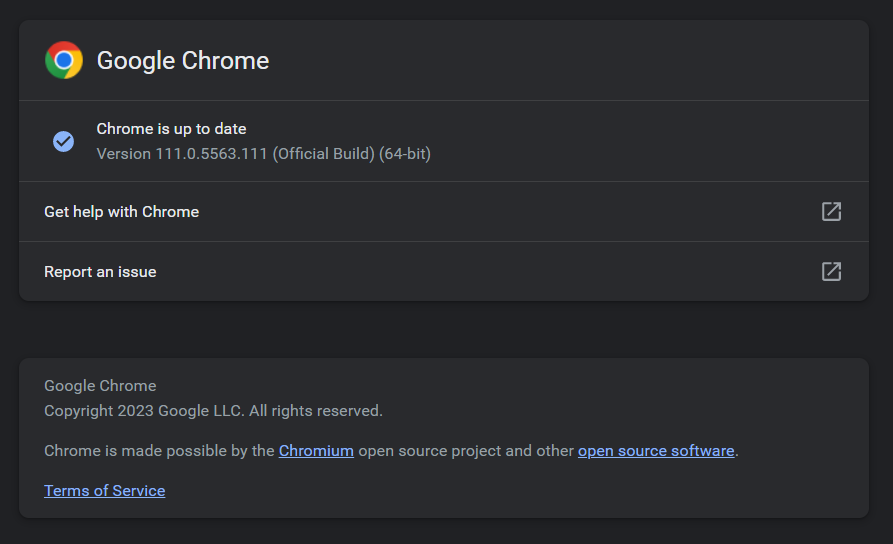 Google Chrome
Chrome is up to date
Version 111.0.5563.111 (Official Build) (64-bit)
Get help with Chrome
Report an issue
Google Chrome
Copyright 2023 Google LLC. All rights reserved.
Chrome is made possible by the Chromium open source project and other open source software.
Terms of Service